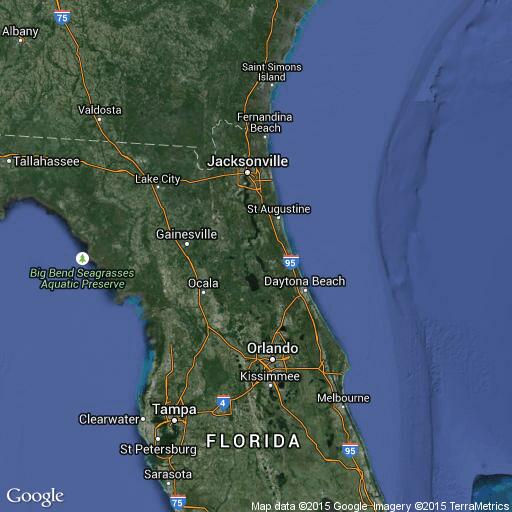 75
Albany
Saint Simons
Island
Valdosta
Fernandina
Beach
Tallahassee
Jacksonville
Lake City
St Augustine
Gainesville
95
Big Bend Seagrasses
Aquatic Preserve
Ocala
Daytona Beach
Orlando
Kissimmee
4
Melbourne
Clearwater
Tampa
St Petersburg
FLORIDA
95
Sarasota
75
Google
Map data ©2015 Google Imagery ©2015 TerraMetrics